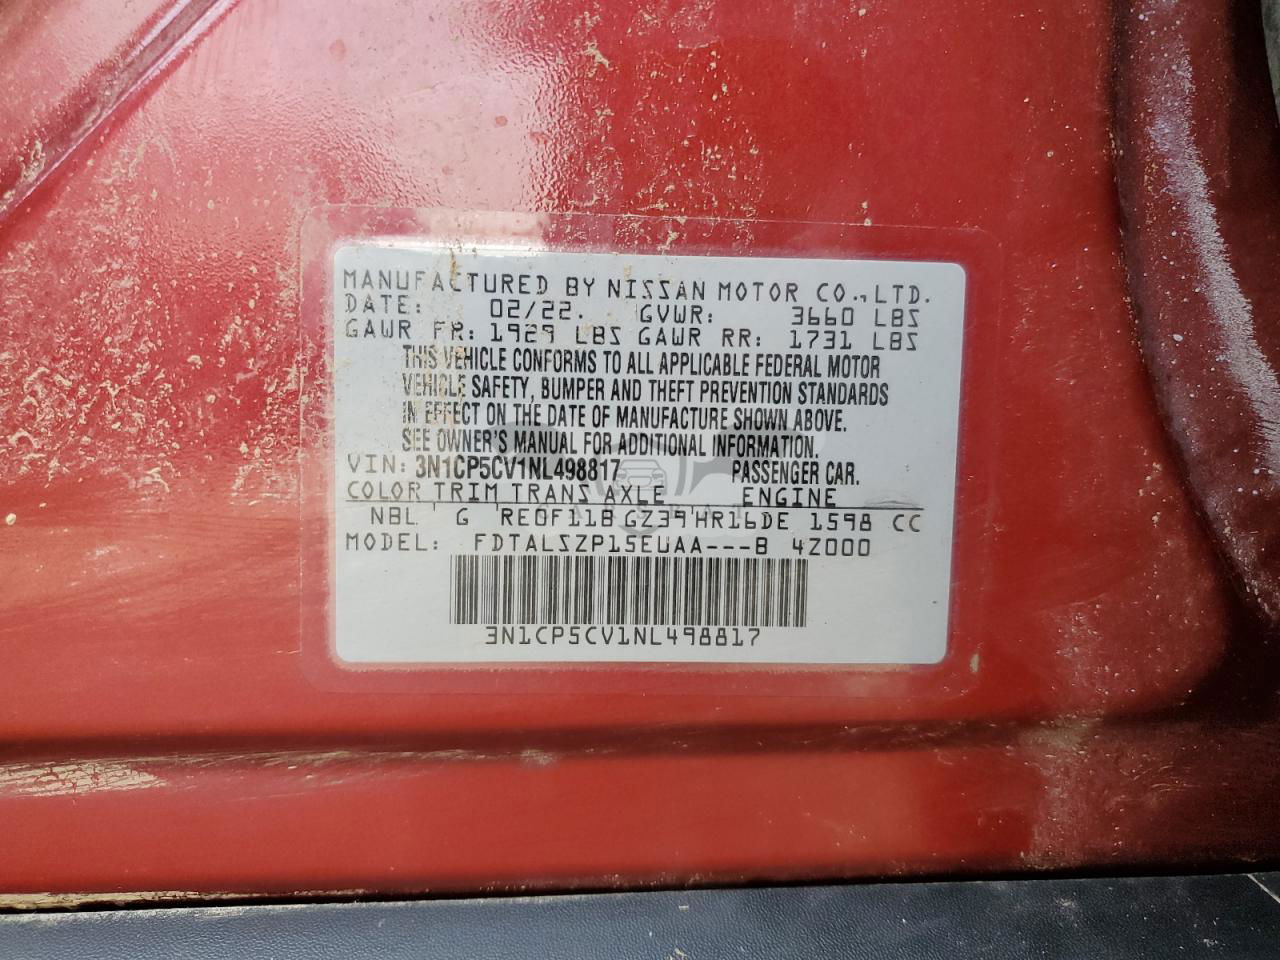 MANUFACTURED BY NISSAN MOTOR CO., LTD.
DATE: 02/22. GVWR: 3660 LBS
GAWR FR: 1929 LBS GAWR RR: 1731 LBS
THIS VEHICLE CONFORMS TO ALL APPLICABLE FEDERAL MOTOR
VEHICLE SAFETY, BUMPER AND THEFT PREVENTION STANDARDS
IN EFFECT ON THE DATE OF MANUFACTURE SHOWN ABOVE.
SEE OWNER'S MANUAL FOR ADDITIONAL INFORMATION.
VIN: 3N1CP5CV1NL498817 PASSENGER CAR.
COLOR TRIM TRANS AXLE ENGINE
NBL G RE0F11B GZ39 HR16DE 1598 CC
MODEL: FDTALSZP15EUAA---B 4Z000
3N1CP5CV1NL498817